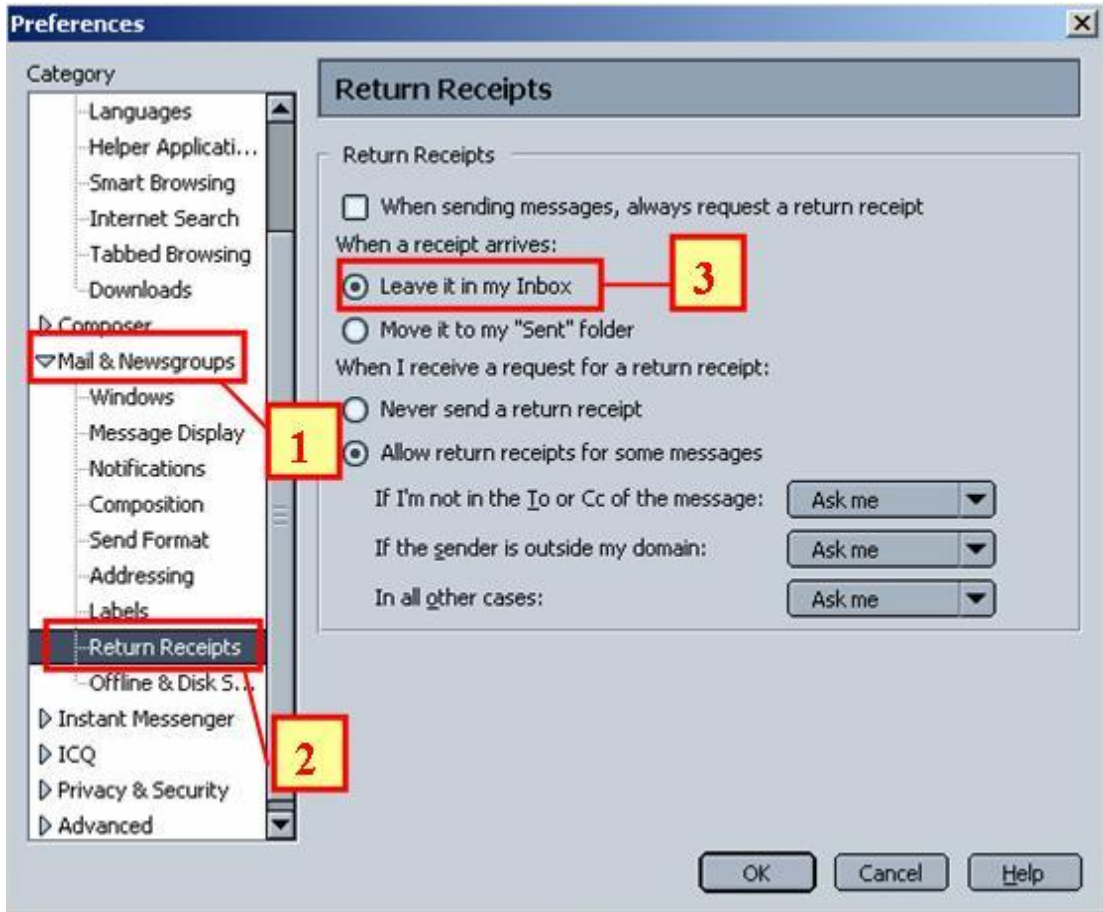 Preferences
Category
Languages
Helper Applicati...
Smart Browsing
Internet Search
Tabbed Browsing
Downloads
Composer
Mail & Newsgroups
Windows
Message Display
Notifications
Composition
Send Format
Addressing
Labels
Return Receipts
Offline & Disk S...
Instant Messenger
ICQ
Privacy & Security
Advanced
1
2
Return Receipts
Return Receipts
When sending messages, always request a return receipt
When a receipt arrives:
Leave it in my Inbox
3
Move it to my "Sent" folder
When I receive a request for a return receipt:
Never send a return receipt
Allow return receipts for some messages
If I'm not in the To or Cc of the message: Ask me
If the sender is outside my domain: Ask me
In all other cases: Ask me
OK Cancel Help